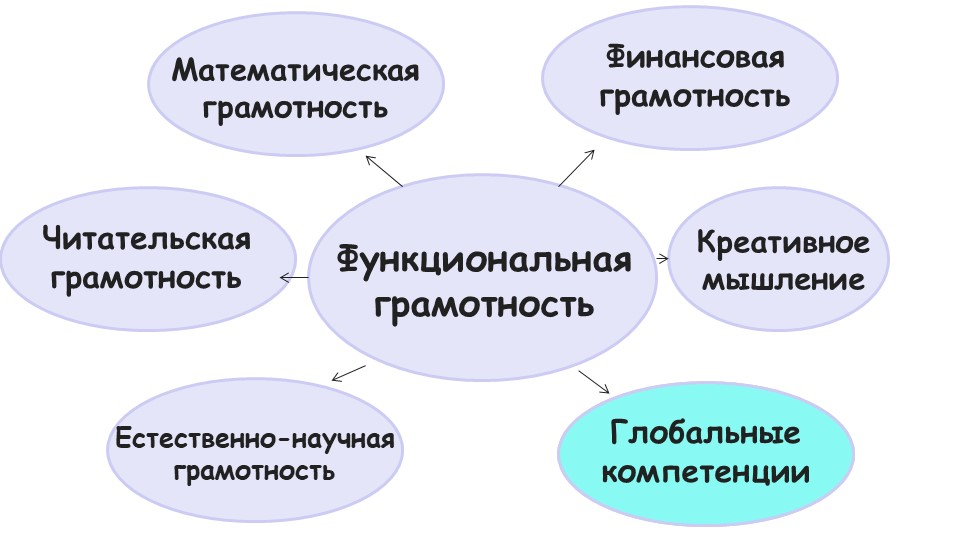 Математическая
грамотность
Финансовая
грамотность
Читательская
грамотность
Функциональная
грамотность
Креативное
мышление
Естественно-научная
грамотность
Глобальные
компетенции